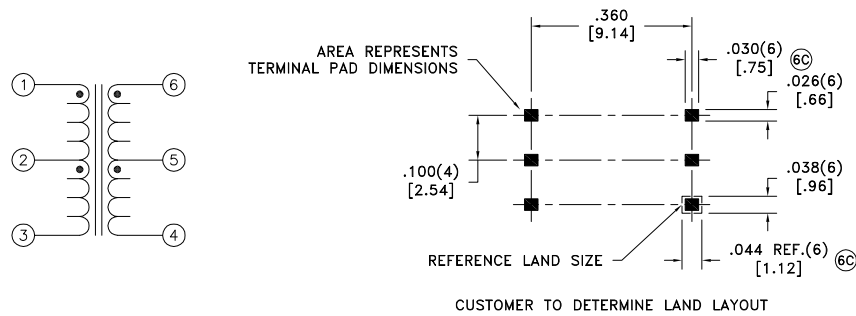 1
6
2
5
3
4
.360
[9.14]
AREA REPRESENTS
TERMINAL PAD DIMENSIONS
.030(6)
[.75]
6C
.026(6)
[.66]
.100(4)
[2.54]
.038(6)
[.96]
REFERENCE LAND SIZE
.044 REF.(6)
[1.12]
6C
CUSTOMER TO DETERMINE LAND LAYOUT